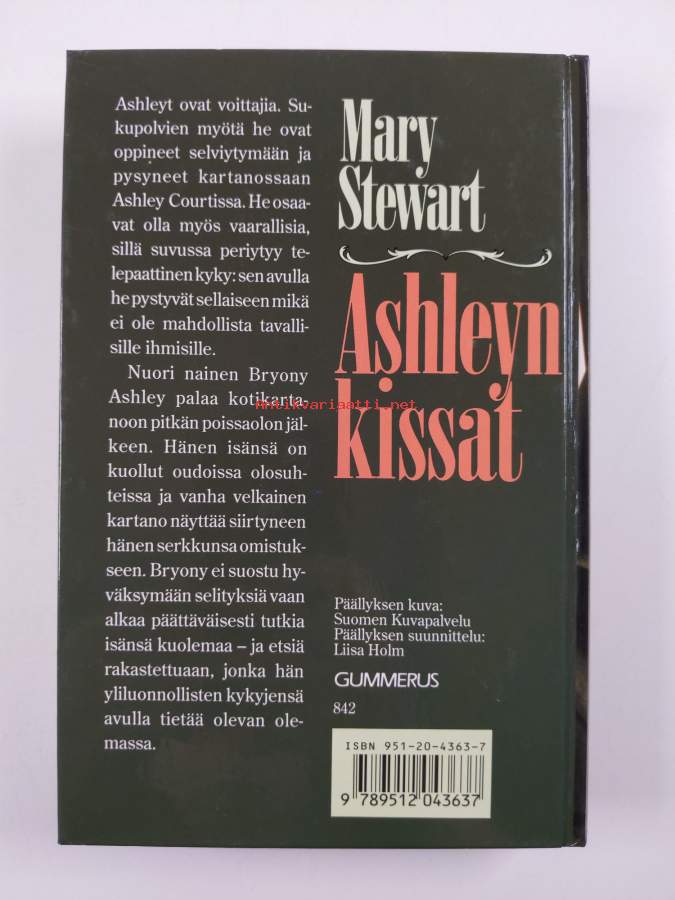 Ashleyt ovat voittajia. Su-
kupolvien myötä he ovat
oppineet selviytymään ja
pysyneet kartanossaan
Ashley Courtissa. He osaa-
vat olla myös vaarallisia,
sillä suvussa periytyy te-
lepaattinen kyky: sen avulla
he pystyvät sellaiseen mikä
ei ole mahdollista tavalli-
sille ihmisille.
Nuori nainen Bryony
Ashley palaa kotikarta-
noon pitkän poissaolon jäl-
keen. Hänen isänsä on
kuollut oudoissa olosuh-
teissa ja vanha velkainen
kartano näyttää siirtyneen
hänen serkkunsa omistuk-
seen. Bryony ei suostu hy-
väksymään selityksiä vaan
alkaa päättäväisesti tutkia
isänsä kuolemaa – ja etsiä
rakastettuaan, jonka hän
yliluonnollisten kykyjensä
avulla tietää olevan ole-
massa.
Mary
Stewart
Ashleyn
kissat
Antikvariaatti.net
Päällyksen kuva:
Suomen Kuvapalvelu
Päällyksen suunnittelu:
Liisa Holm
GUMMERUS
842
ISBN 951-20-4363-7
9 789512 043637